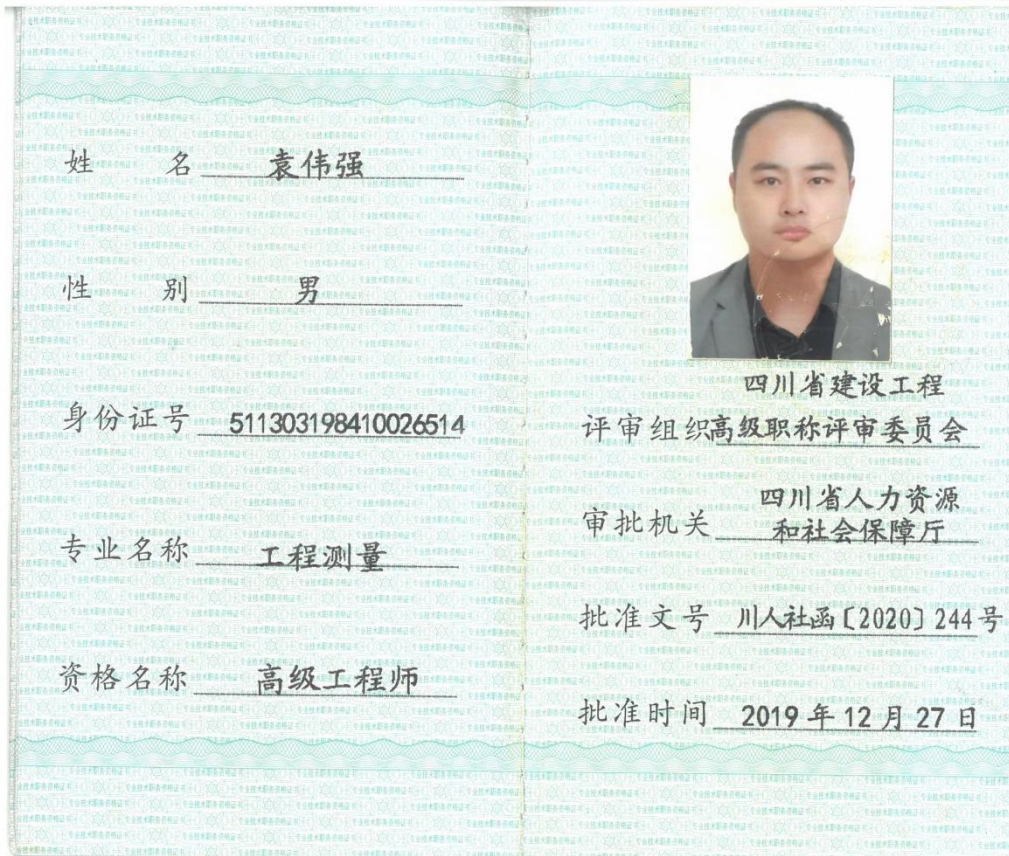 姓名 袁伟强
性别 男
身份证号 511303198410026514
专业名称 工程测量
资格名称 高级工程师
四川省建设工程
评审组织 高级职称评审委员会
四川省人力资源
审批机关 和社会保障厅
批准文号 川人社函〔2020〕244号
批准时间 2019年12月27日